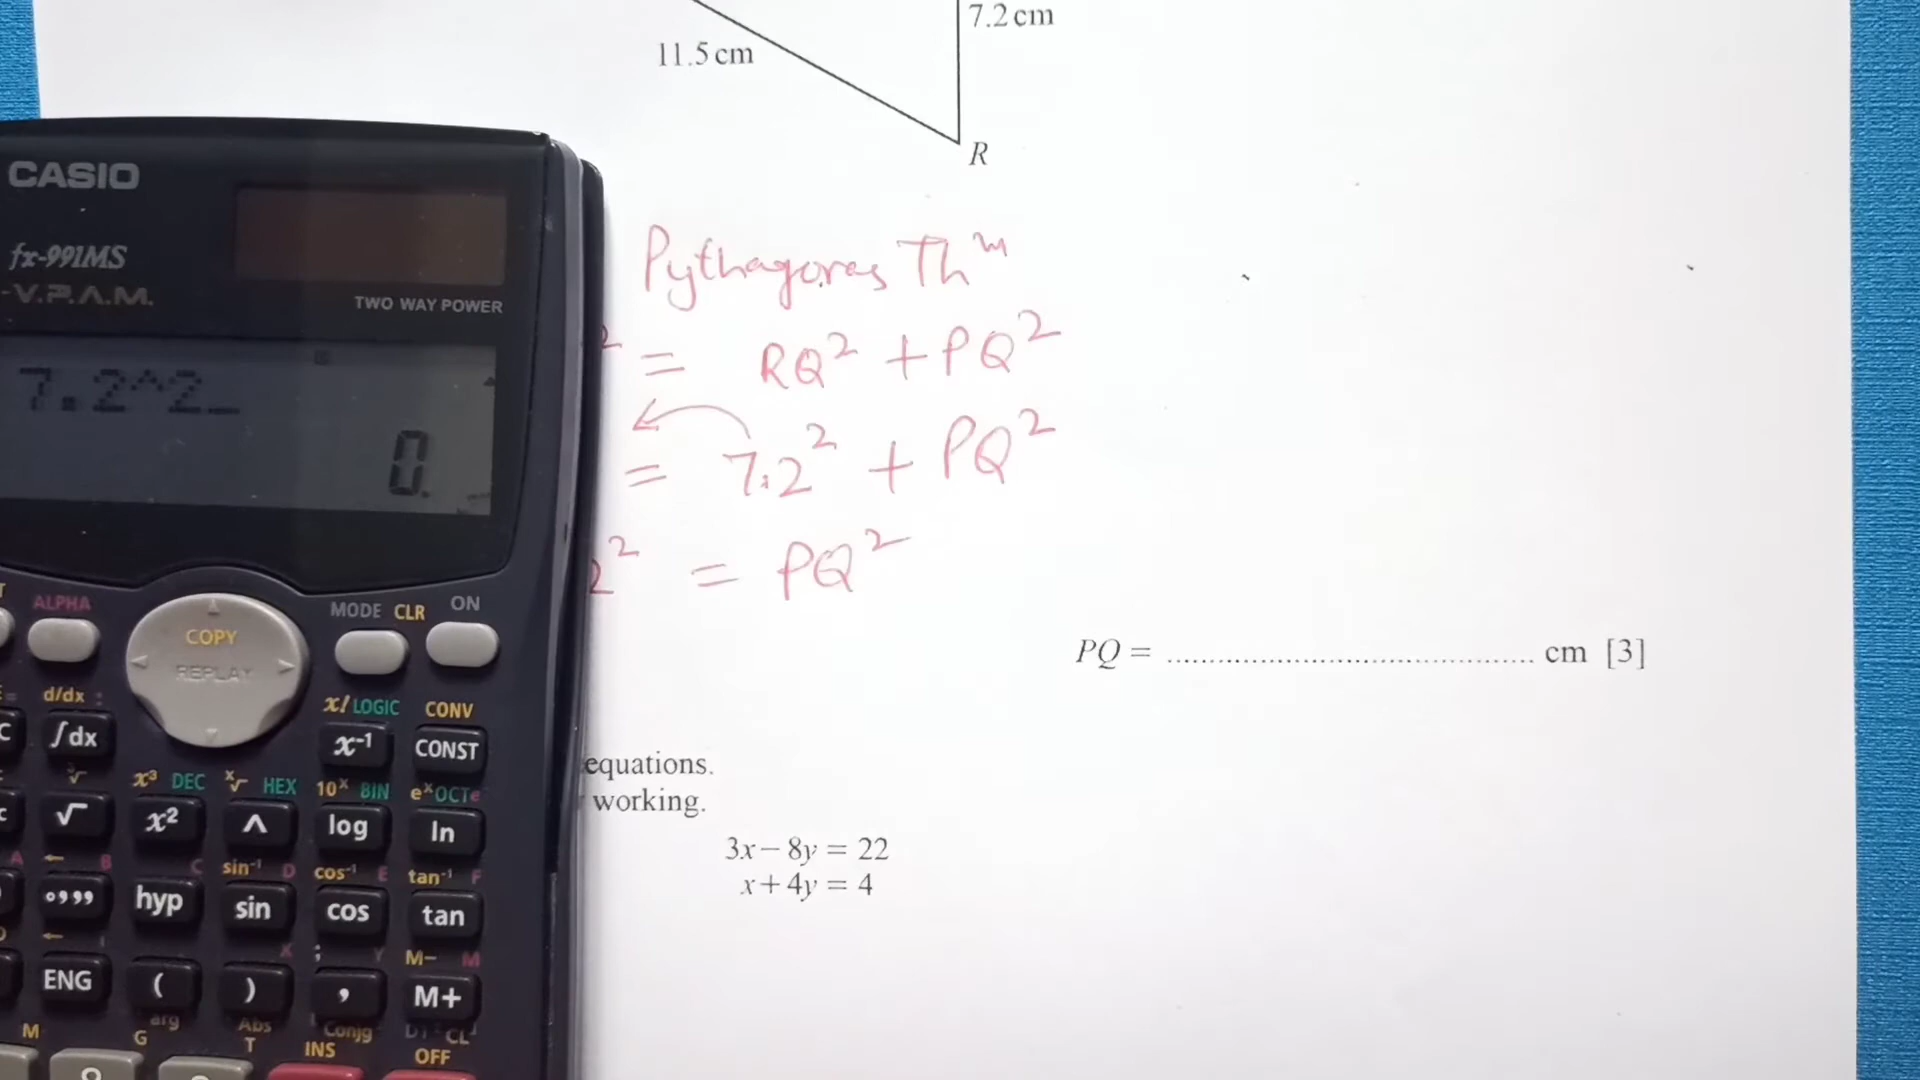 7.2 cm
11.5 cm
R
CASIO
fx-991MS
-V.P.A.M.
TWO WAY POWER
7.2^2_
0.
Pythagoras Thᵐ
² = RQ² + PQ²
= 7.2² + PQ²
2² = PQ²
PQ = ........................................ cm [3]
ALPHA
COPY
REPLAY
MODE CLR ON
d/dx :
x! LOGIC CONV
∫dx
x⁻¹ CONST
³√ x³ DEC ˣ√ HEX 10ˣ BIN eˣ OCT e
√ x² ^ log ln
A ← B C sin⁻¹ D cos⁻¹ E tan⁻¹ F
°,,, hyp sin cos tan
← X ; Y M− M
ENG ( ) , M+
M G arg Abs T Conjg
INS OFF
equations.
working.
3x − 8y = 22
x + 4y = 4